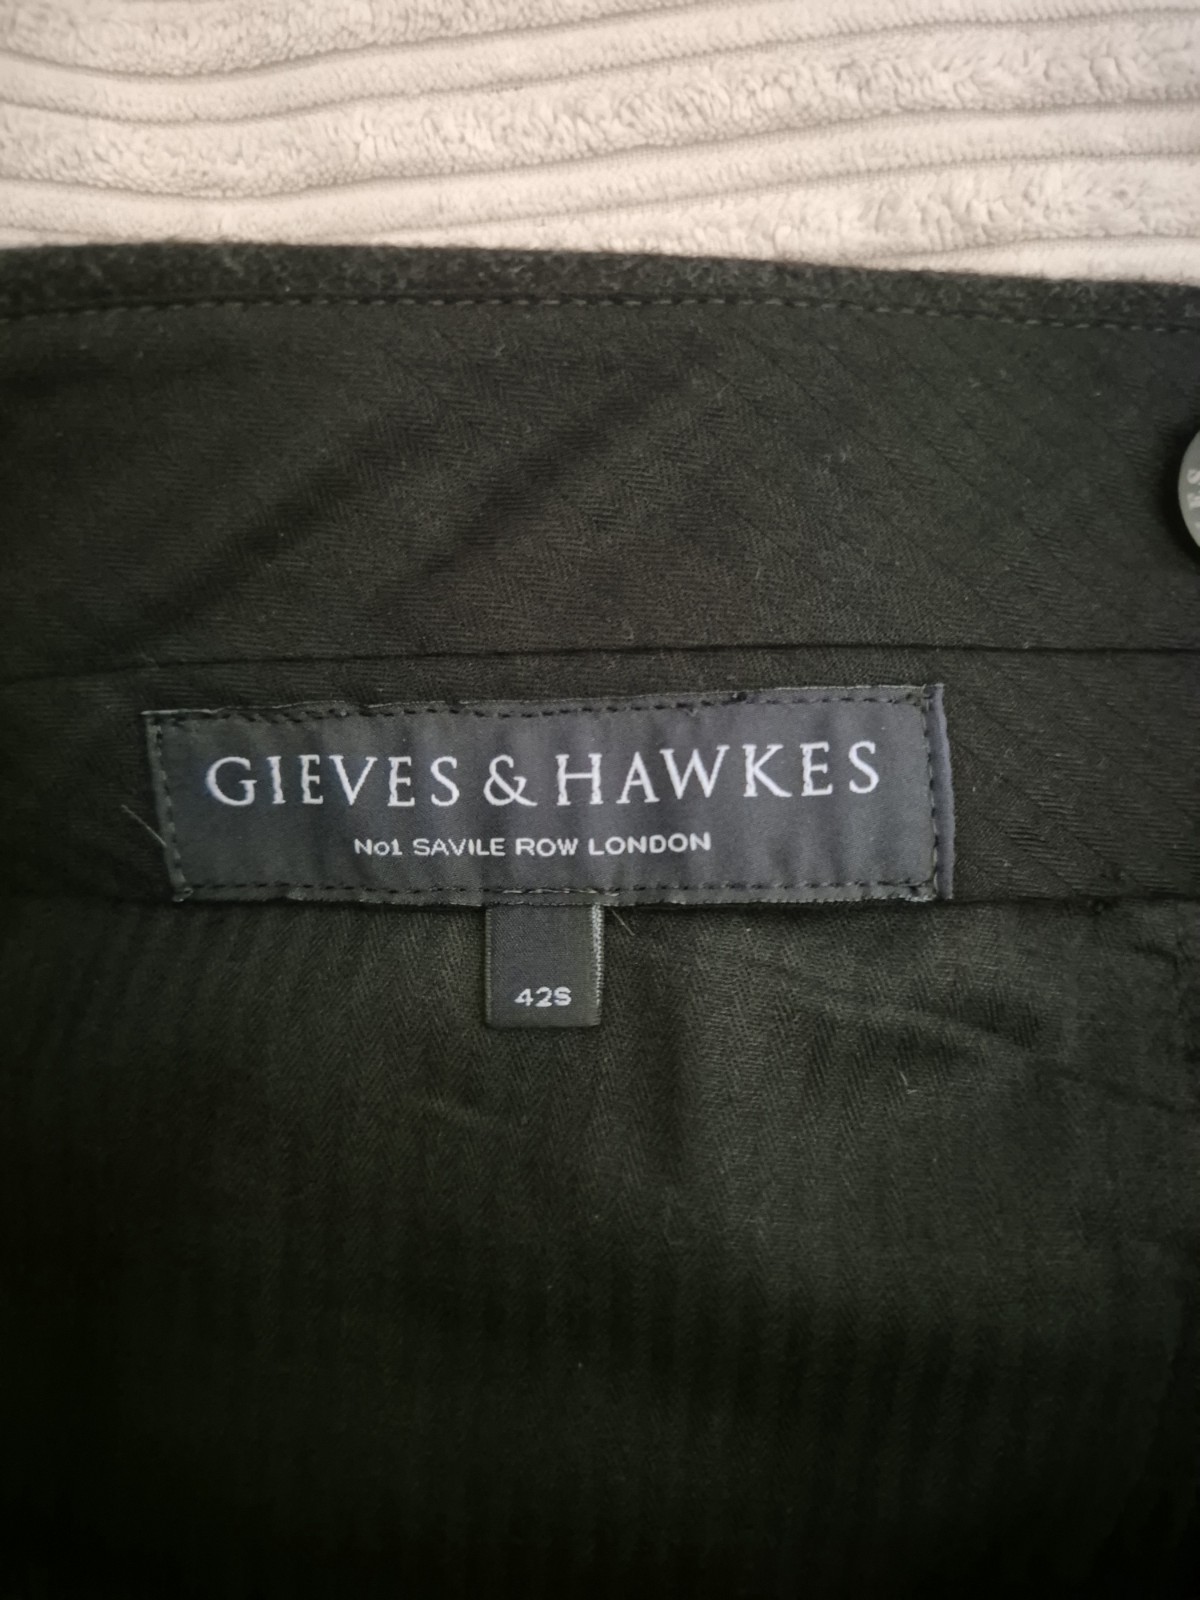 GIEVES & HAWKES
No1 SAVILE ROW LONDON
42S